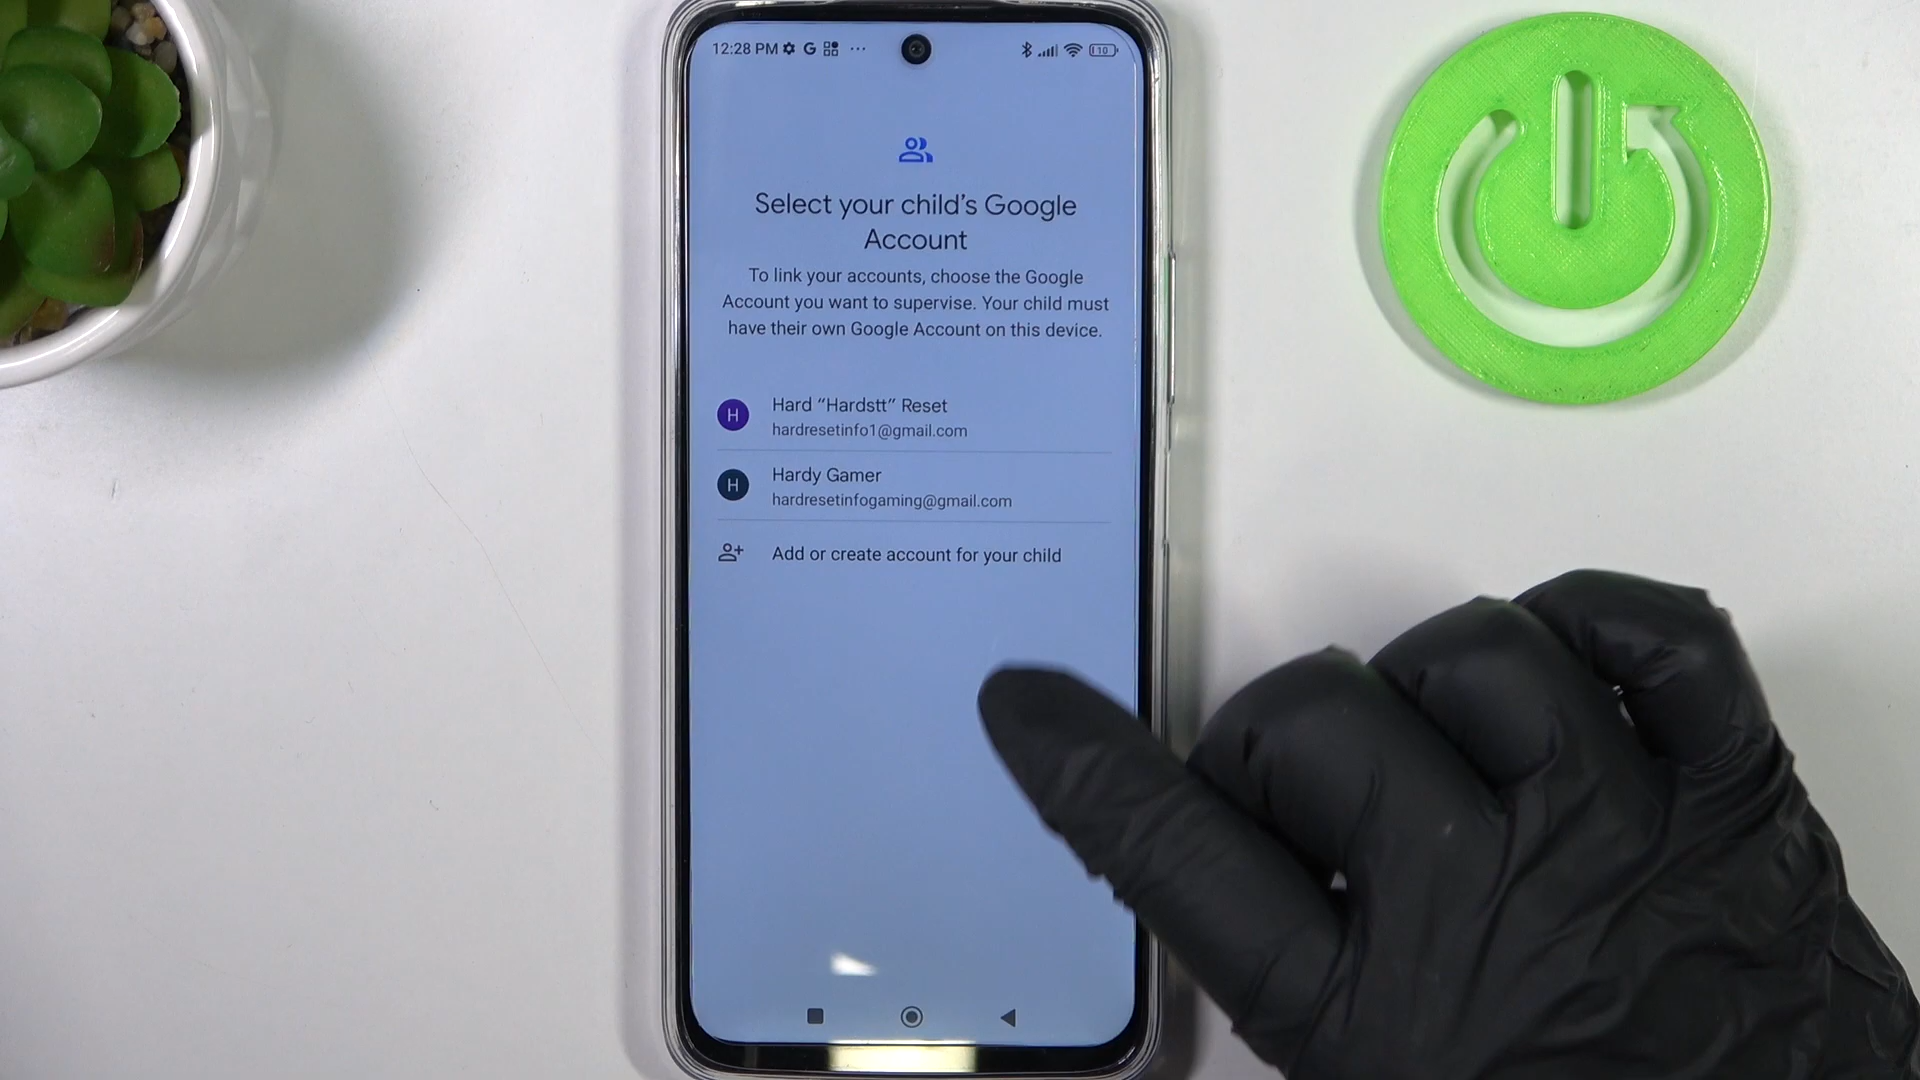 12:28 PM
10
Select your child's Google
Account
To link your accounts, choose the Google
Account you want to supervise. Your child must
have their own Google Account on this device.
H
Hard “Hardstt” Reset
hardresetinfo1@gmail.com
H
Hardy Gamer
hardresetinfogaming@gmail.com
Add or create account for your child